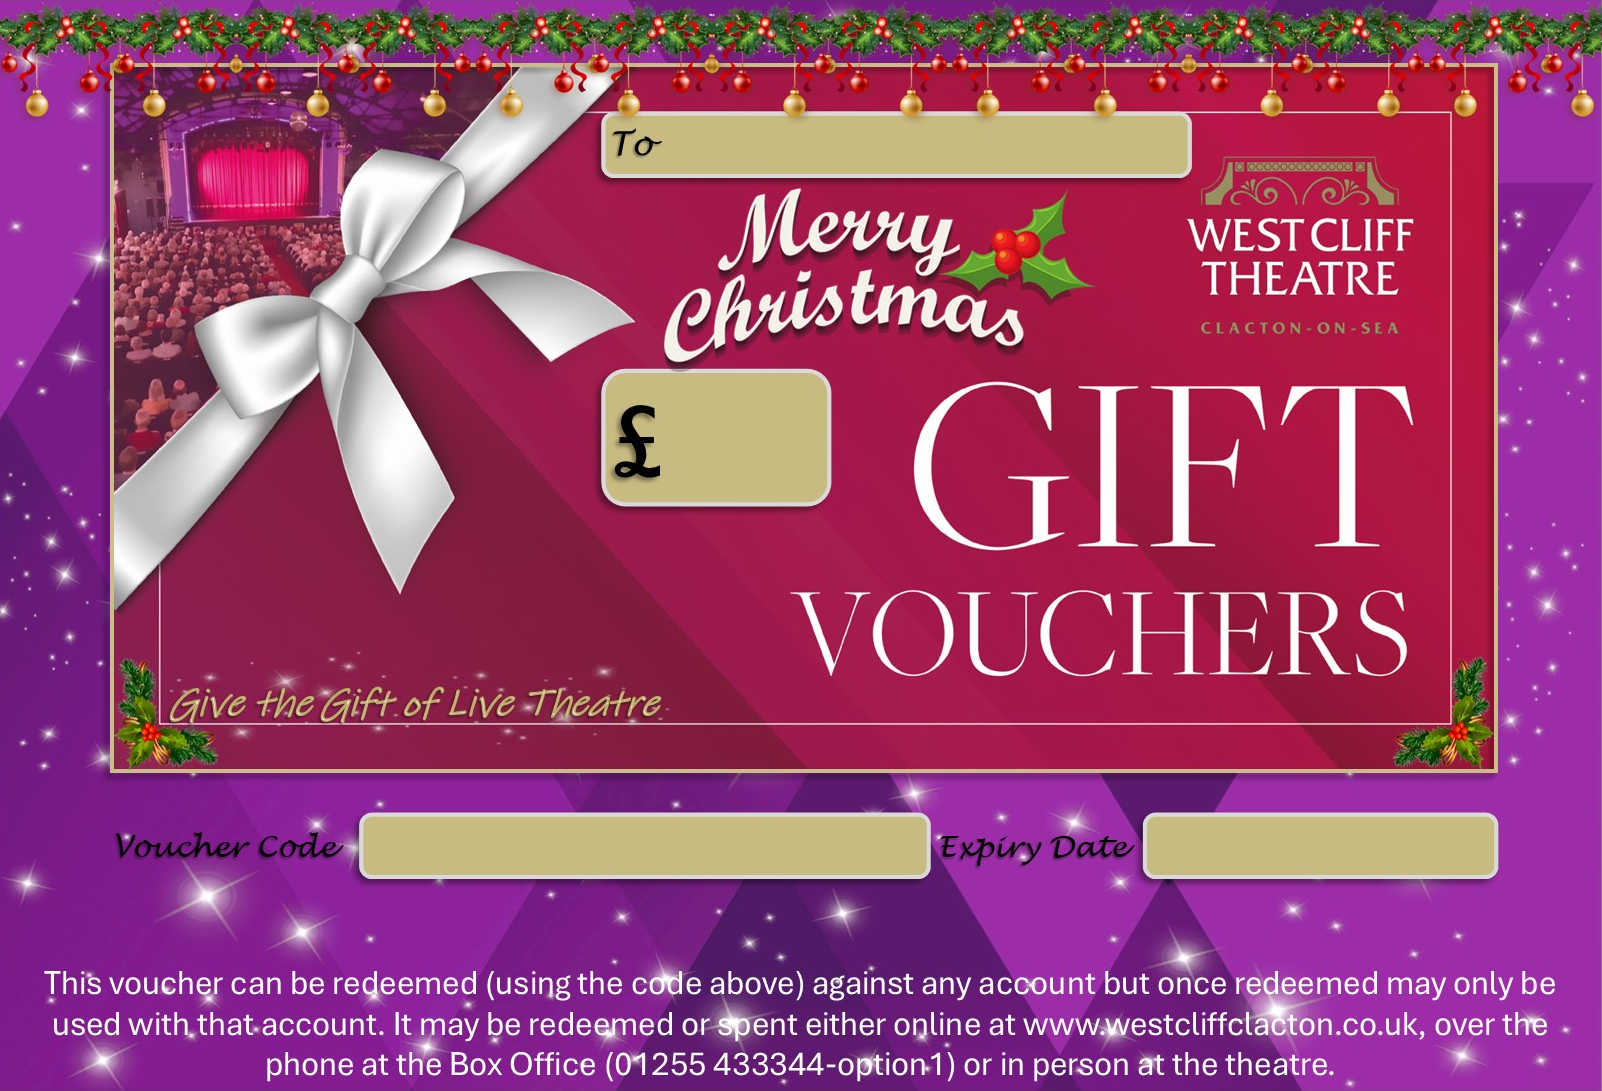 To
Merry
Christmas
WEST CLIFF
THEATRE
CLACTON-ON-SEA
£
GIFT
VOUCHERS
Give the Gift of Live Theatre
Voucher Code
Expiry Date
This voucher can be redeemed (using the code above) against any account but once redeemed may only be
used with that account. It may be redeemed or spent either online at www.westcliffclacton.co.uk, over the
phone at the Box Office (01255 433344-option1) or in person at the theatre.